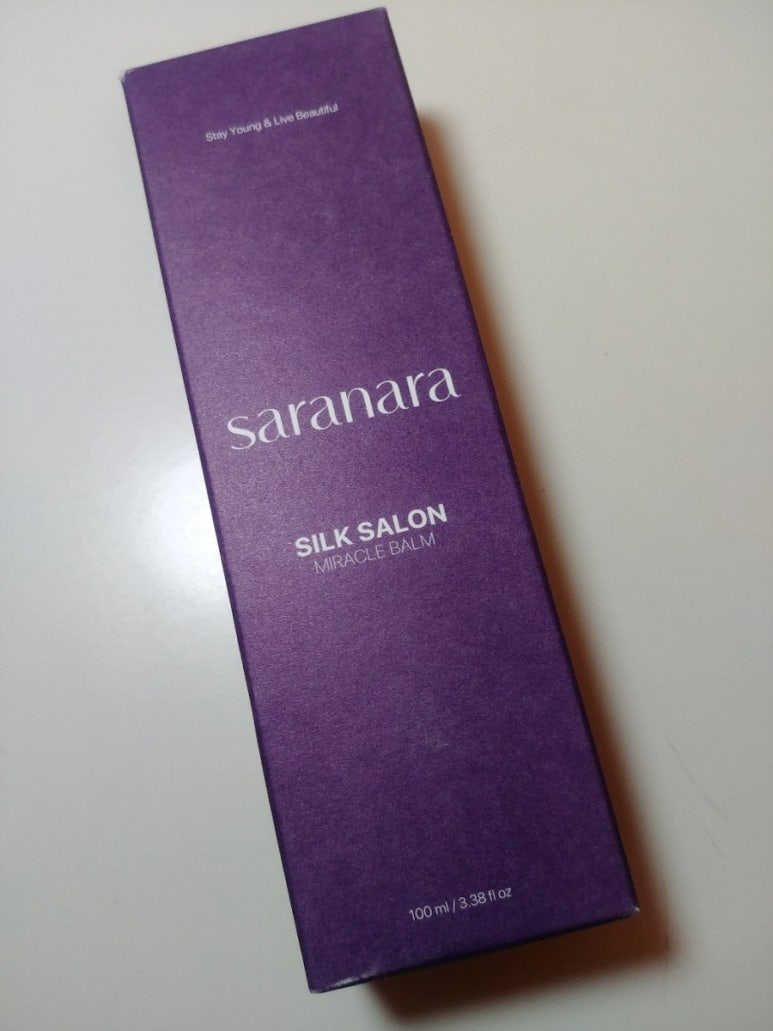 Stay Young & Live Beautiful
saranara
SILK SALON
MIRACLE BALM
100 ml / 3.38 fl oz